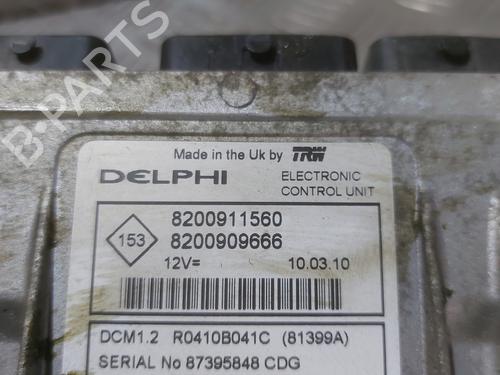 B-PARTS
Made in the Uk by TRW
DELPHI
ELECTRONIC
CONTROL UNIT
153
8200911560
8200909666
12V=
10.03.10
DCM1.2 R0410B041C (81399A)
SERIAL No 87395848 CDG